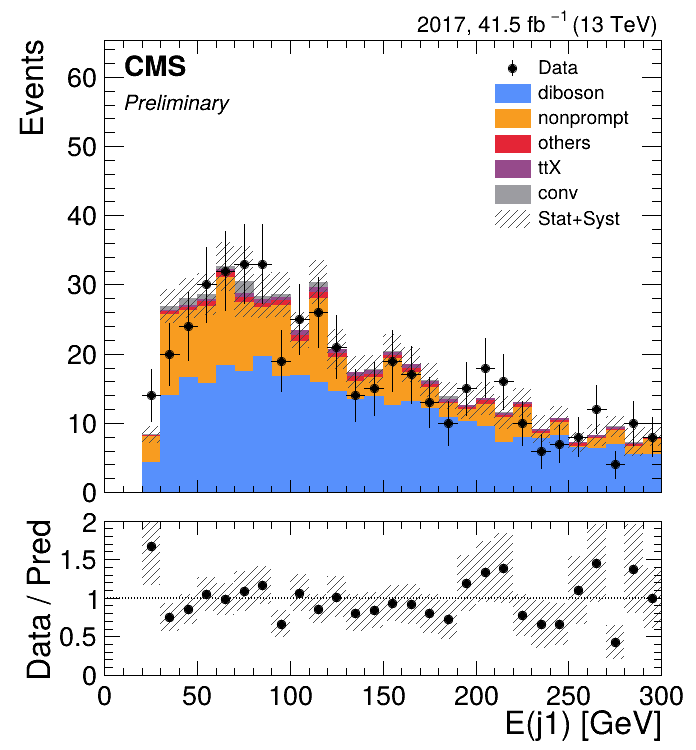 2017, 41.5 fb⁻¹ (13 TeV)
CMS
Preliminary
Events
60
50
40
30
20
10
0
Data
diboson
nonprompt
others
ttX
conv
Stat+Syst
Data / Pred
2
1.5
1
0.5
0
0 50 100 150 200 250 300
E(j1) [GeV]